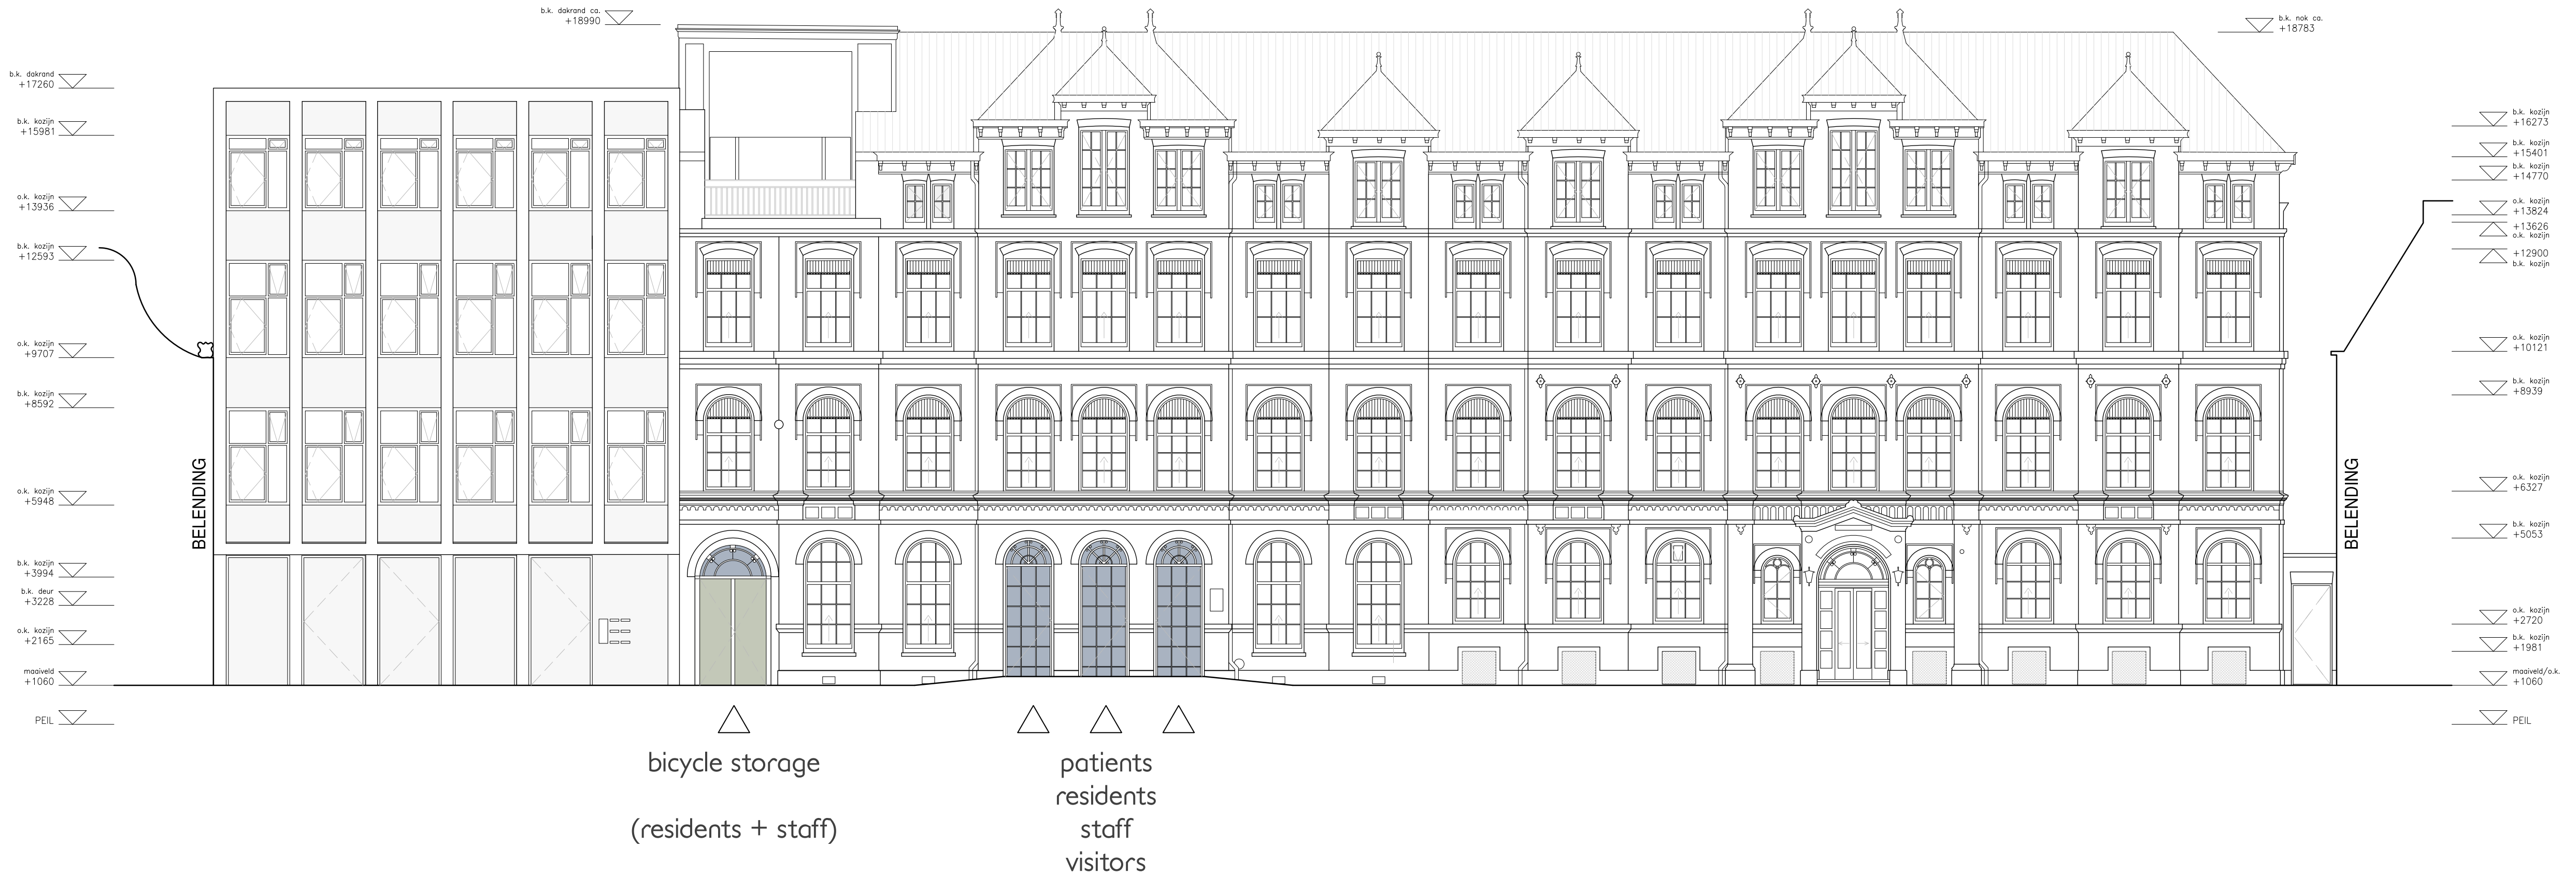 b.k. dakrand ca.
+18990
b.k. nok ca.
+18783
b.k. dakrand
+17260
b.k. kozijn
+15981
o.k. kozijn
+13936
b.k. kozijn
+12593
o.k. kozijn
+9707
b.k. kozijn
+8592
o.k. kozijn
+5948
b.k. kozijn
+3994
b.k. deur
+3228
o.k. kozijn
+2165
maaiveld
+1060
PEIL
BELENDING
b.k. kozijn
+16273
b.k. kozijn
+15401
b.k. kozijn
+14770
o.k. kozijn
+13824
+13626
o.k. kozijn
+12900
b.k. kozijn
o.k. kozijn
+10121
b.k. kozijn
+8939
o.k. kozijn
+6327
b.k. kozijn
+5053
o.k. kozijn
+2720
b.k. kozijn
+1981
maaiveld/o.k.
+1060
PEIL
BELENDING
bicycle storage
(residents + staff)
patients
residents
staff
visitors